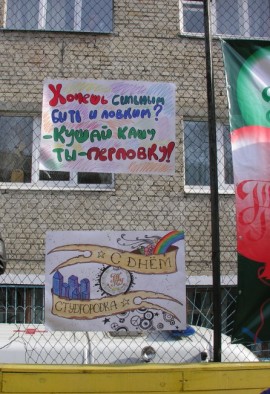 Хочешь сильным
быть и ловким?
-Кушай кашу
ты-перловку!
С ДНЁМ
СТУДГОРОДКА